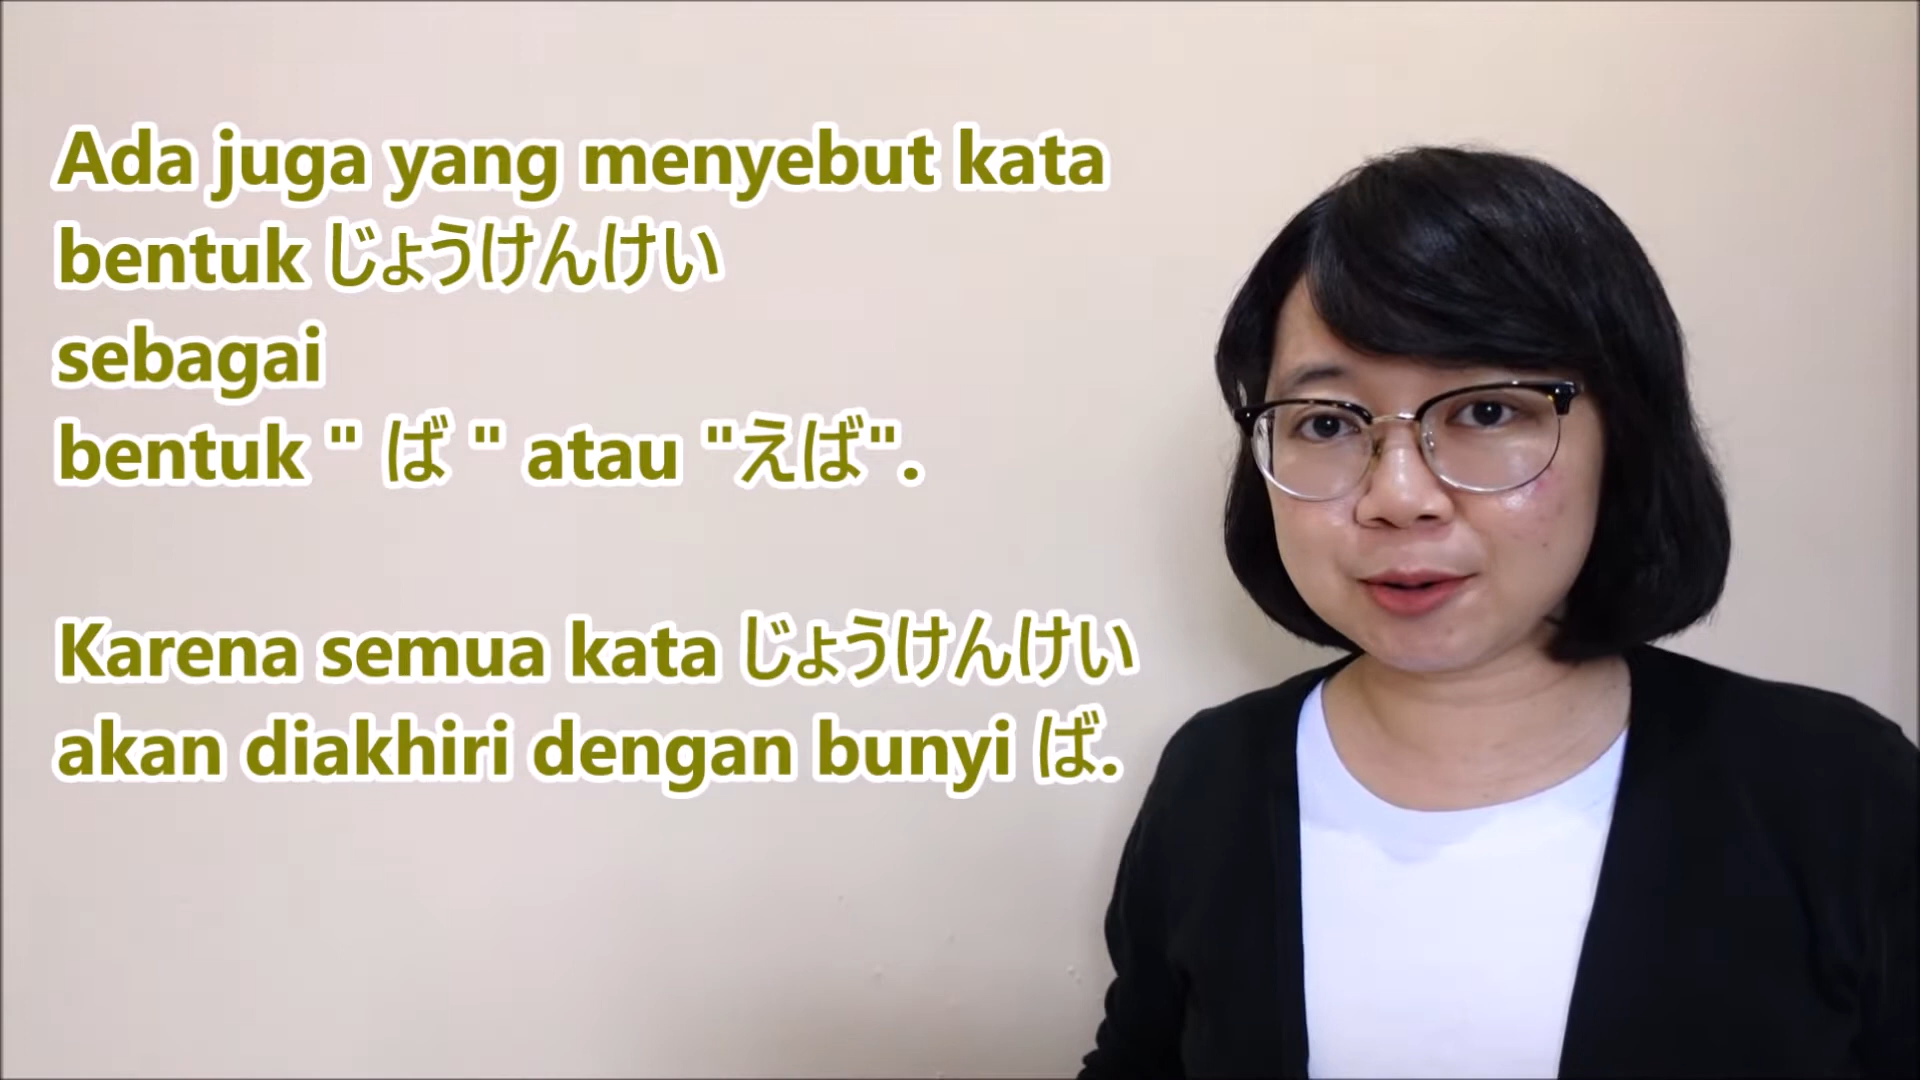 Ada juga yang menyebut kata
bentuk じょうけんけい
sebagai
bentuk " ば " atau "えば".
Karena semua kata じょうけんけい
akan diakhiri dengan bunyi ば.